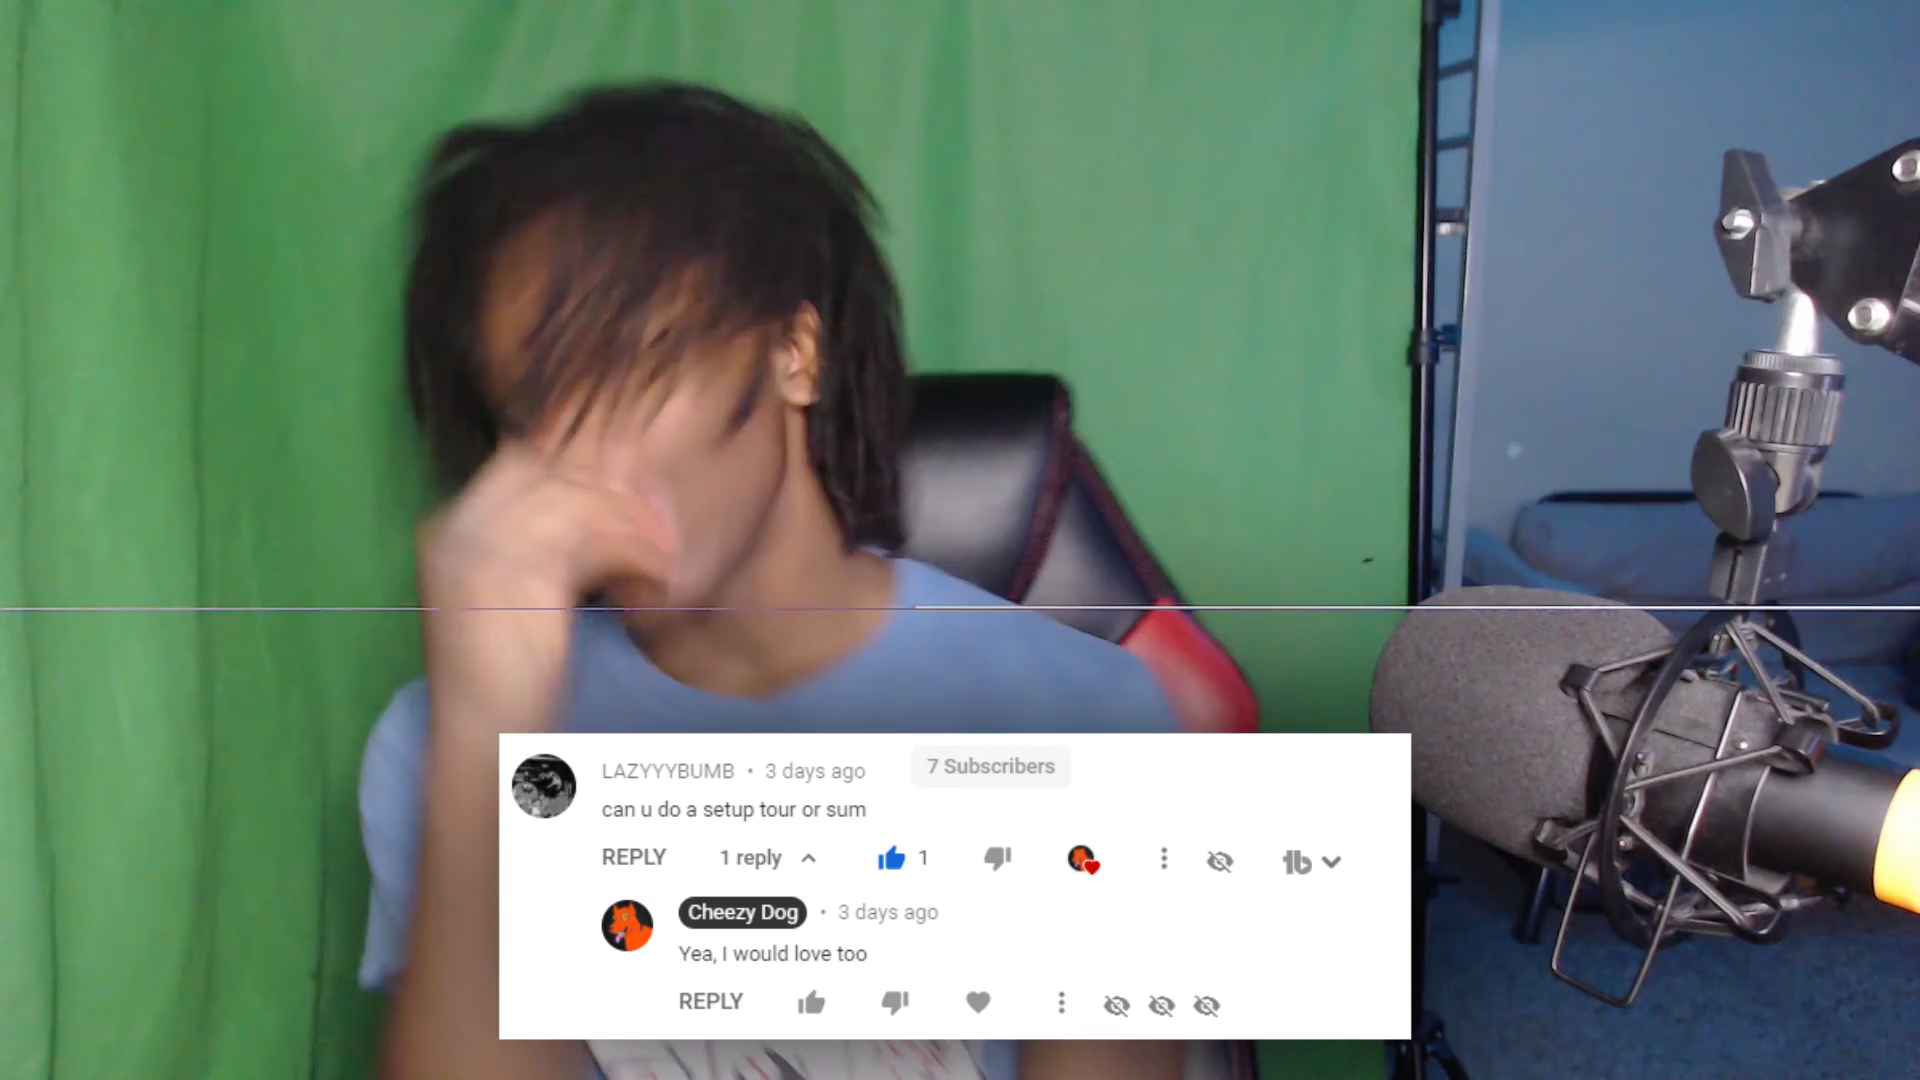 LAZYYYBUMB • 3 days ago 7 Subscribers
can u do a setup tour or sum
REPLY 1 reply 1
Cheezy Dog • 3 days ago
Yea, I would love too
REPLY